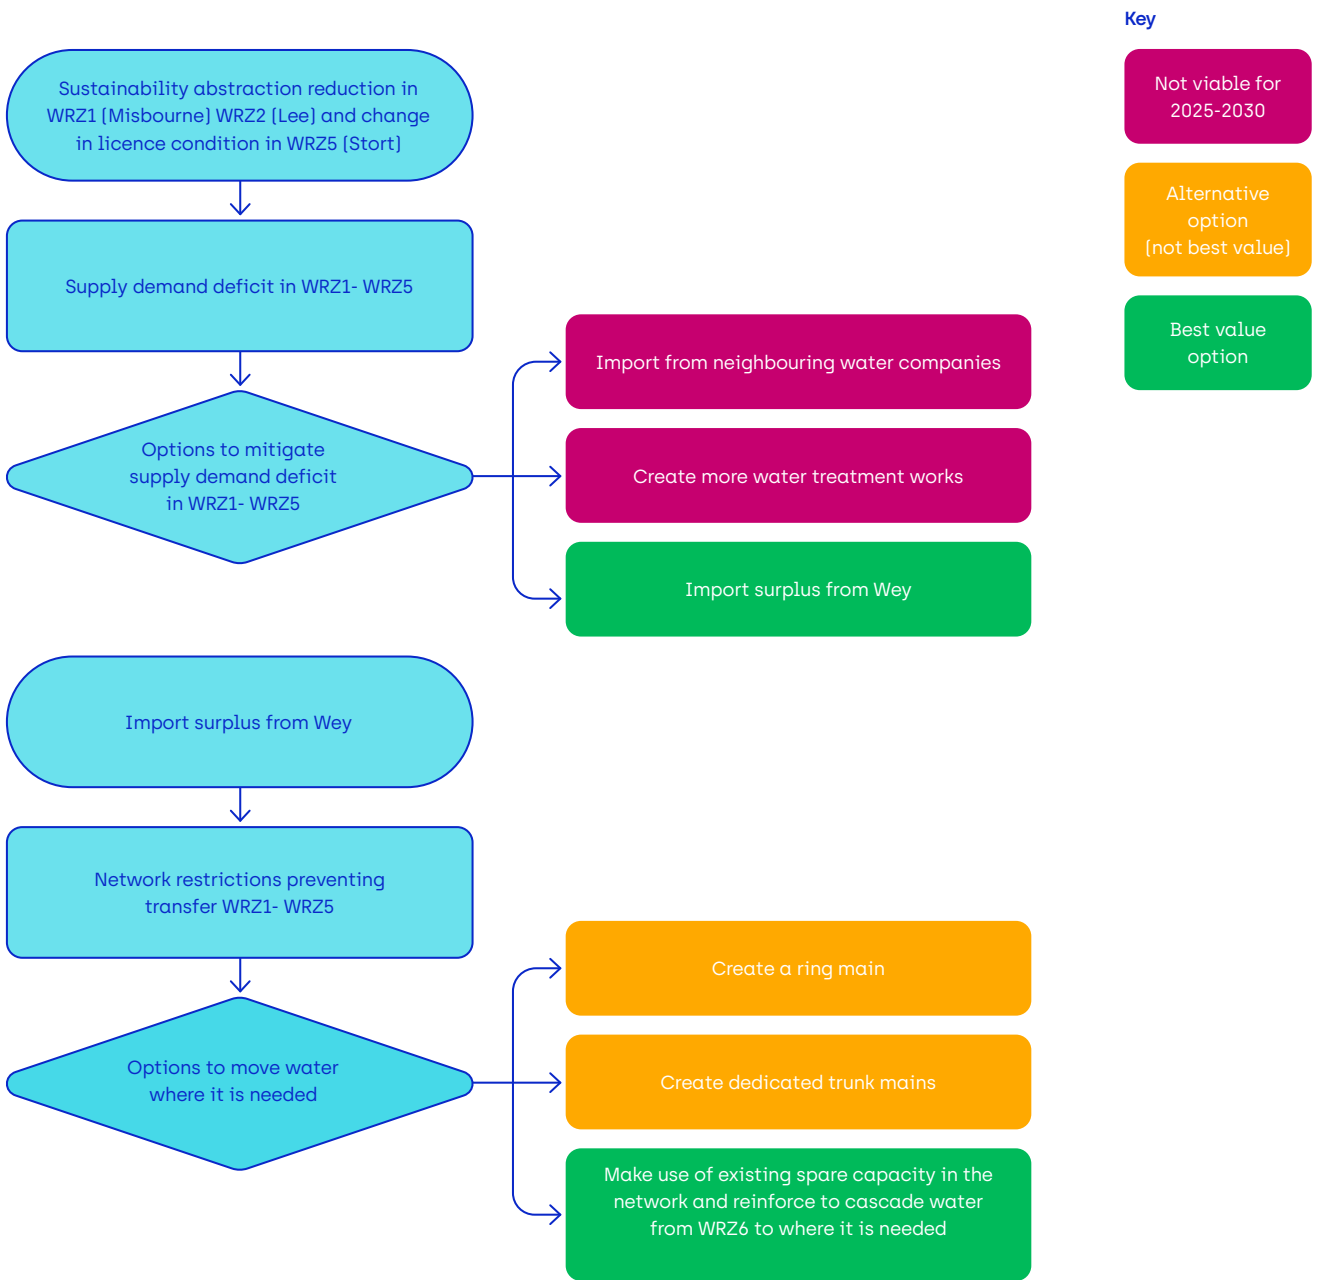 Key
Not viable for
2025-2030
Alternative
option
(not best value)
Best value
option
Sustainability abstraction reduction in
WRZ1 (Misbourne) WRZ2 (Lee) and change
in licence condition in WRZ5 (Stort)
Supply demand deficit in WRZ1- WRZ5
Options to mitigate
supply demand deficit
in WRZ1- WRZ5
Import from neighbouring water companies
Create more water treatment works
Import surplus from Wey
Import surplus from Wey
Network restrictions preventing
transfer WRZ1- WRZ5
Options to move water
where it is needed
Create a ring main
Create dedicated trunk mains
Make use of existing spare capacity in the
network and reinforce to cascade water
from WRZ6 to where it is needed